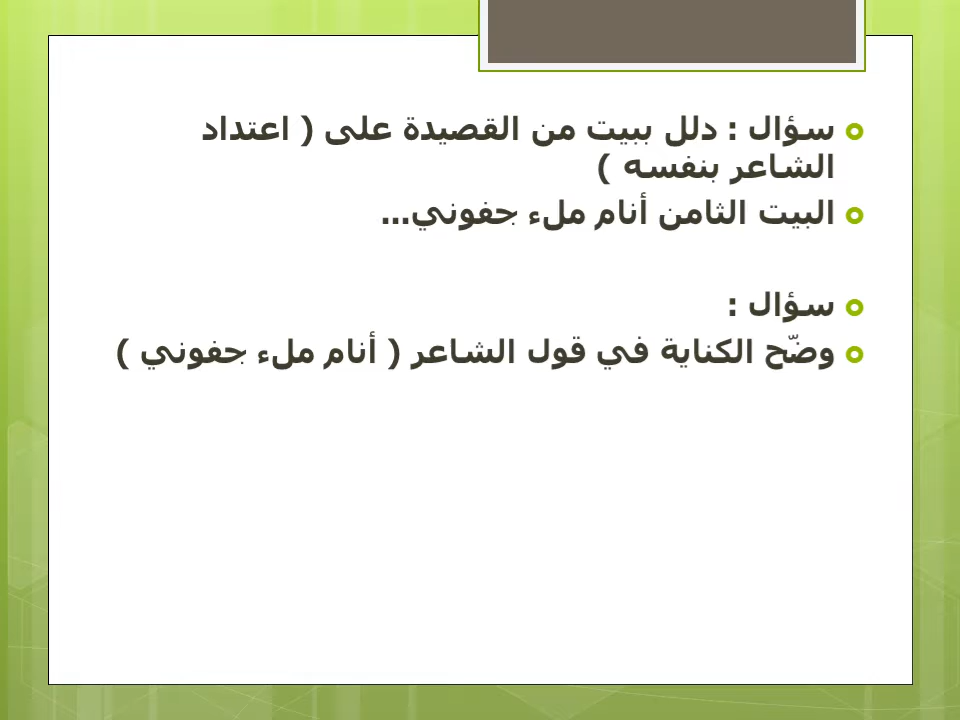 سؤال : دلل ببيت من القصيدة على ( اعتداد
الشاعر بنفسه )
البيت الثامن أنام ملء جفوني...
سؤال :
وضّح الكناية في قول الشاعر ( أنام ملء جفوني )